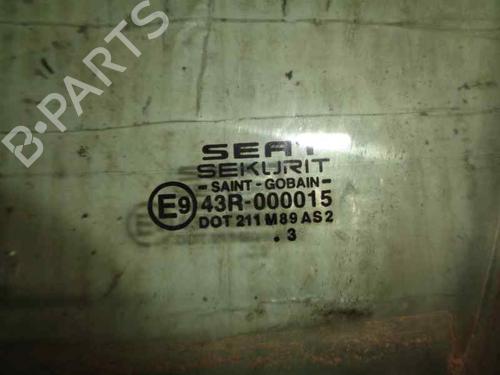 B-PARTS
SEAT
SEKURIT
- SAINT - GOBAIN -
E9 43R-000015
DOT 211 M89 AS2
. 3